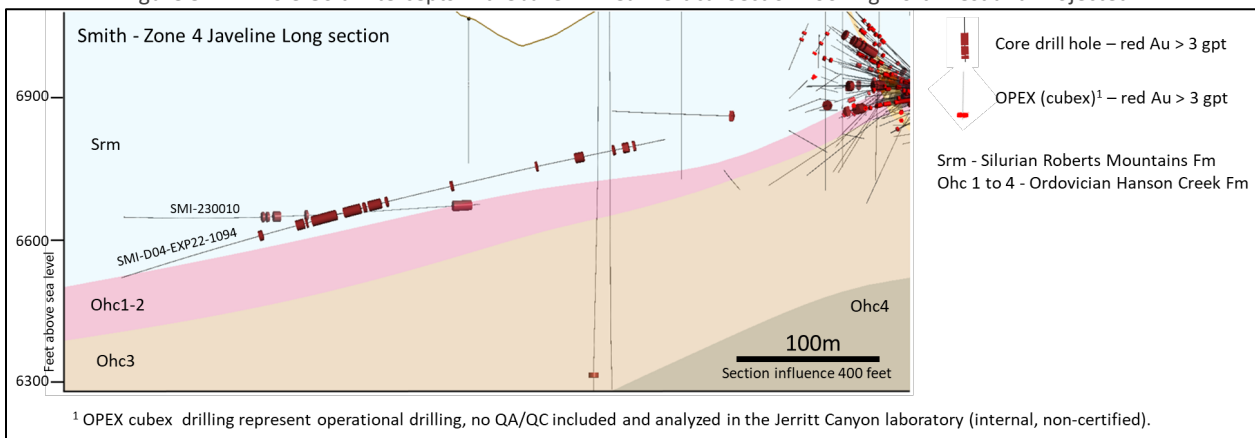 Smith - Zone 4 Javeline Long section
6900
Srm
SMI-230010
6600
SMI-D04-EXP22-1094
Feet above sea level
Ohc1-2
Ohc4
Ohc3
100m
Section influence 400 feet
6300
Core drill hole – red Au > 3 gpt
OPEX (cubex)¹ – red Au > 3 gpt
Srm - Silurian Roberts Mountains Fm
Ohc 1 to 4 - Ordovician Hanson Creek Fm
¹ OPEX cubex drilling represent operational drilling, no QA/QC included and analyzed in the Jerritt Canyon laboratory (internal, non-certified).